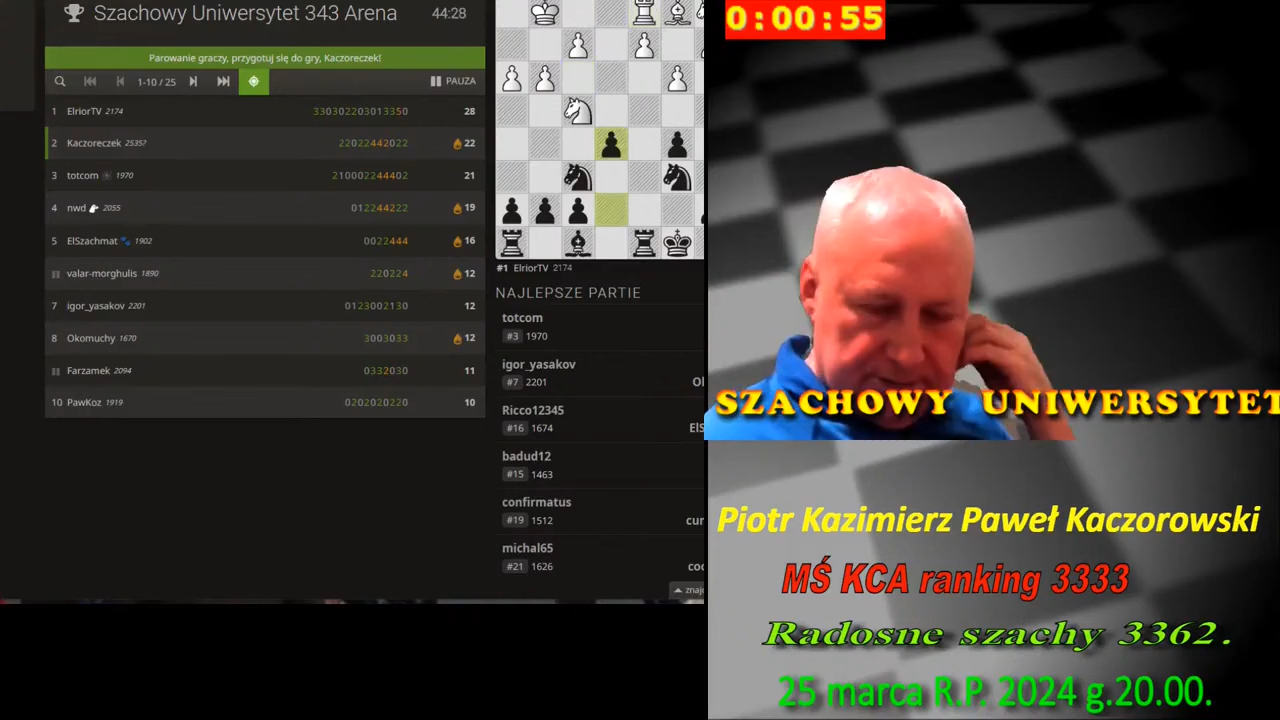 Szachowy Uniwersytet 343 Arena
44:28
Parowanie graczy, przygotuj się do gry, Kaczoreczek!
1-10 / 25
PAUZA
1 ElriorTV 2174 330302203013350 28
2 Kaczoreczek 2535? 22022442022 22
3 totcom 1970 2100022444402 21
4 nwd 2055 012244222 19
5 ElSzachmat 1902 0022444 16
valar-morghulis 1890 220224 12
7 igor_yasakov 2201 0123002130 12
8 Okomuchy 1670 3003033 12
Farzamek 2094 0332030 11
10 PawKoz 1919 0202020220 10
#1 ElriorTV 2174
NAJLEPSZE PARTIE
totcom
#3 1970
igor_yasakov
#7 2201
Ricco12345
#16 1674
ElS
badud12
#15 1463
confirmatus
#19 1512
cur
michal65
#21 1626
znaj
0:00:55
SZACHOWY UNIWERSYTET
Piotr Kazimierz Paweł Kaczorowski
MŚ KCA ranking 3333
Radosne szachy 3362.
25 marca R.P. 2024 g.20.00.